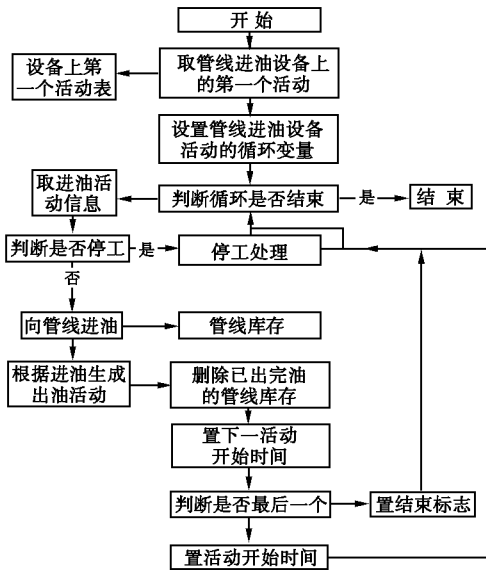 开 始
取管线进油设备上
的第一个活动
设备上第
一个活动表
设置管线进油设备
活动的循环变量
取进油活
动信息
判断循环是否结束
是
结 束
判断是否停工
是
停工处理
否
向管线进油
管线库存
根据进油生成
出油活动
删除已出完油
的管线库存
置下一活动
开始时间
判断是否最后一个
置结束标志
置活动开始时间